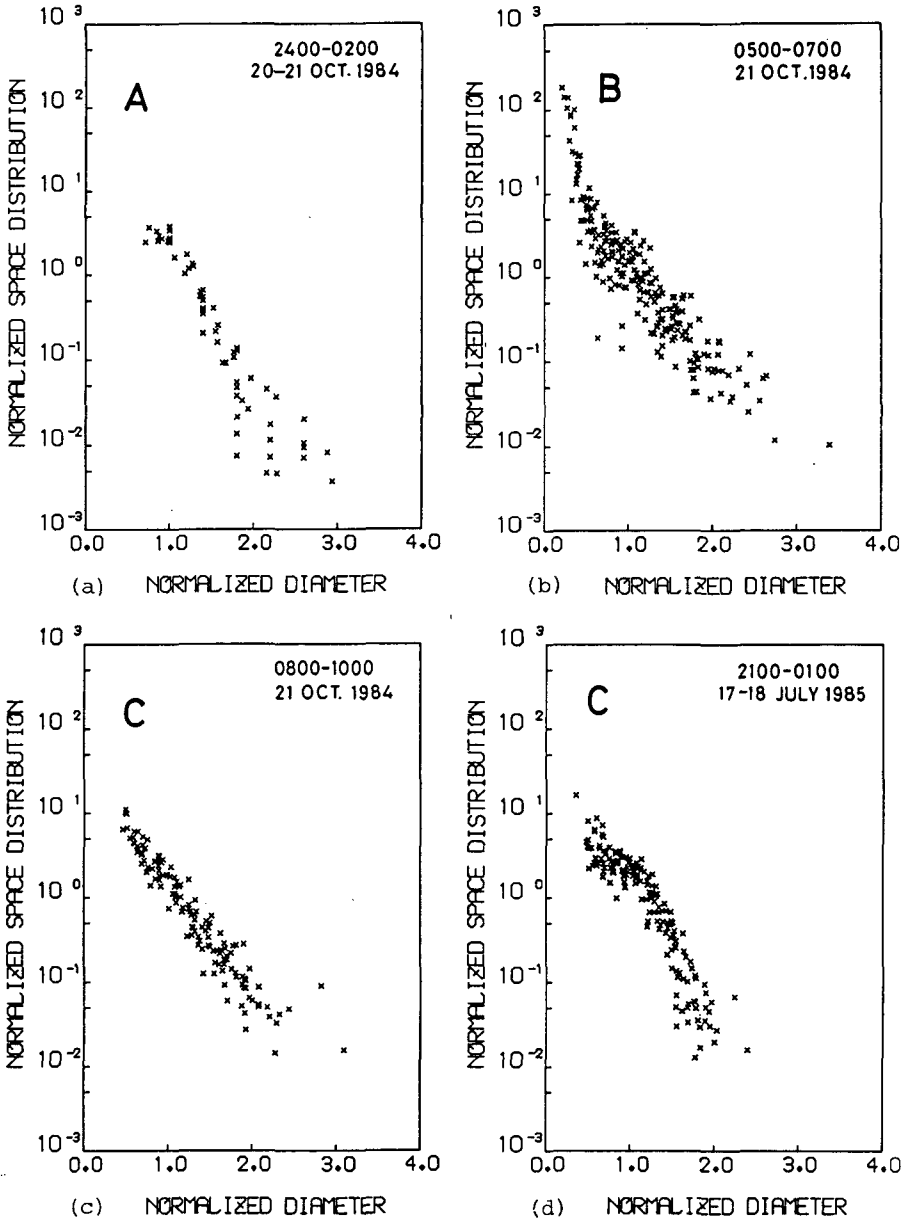 10 3
10 2
10 1
10 0
10 -1
10 -2
10 -3
NORMALIZED SPACE DISTRIBUTION
A
2400-0200
20-21 OCT. 1984
0.0 1.0 2.0 3.0 4.0
(a) NORMALIZED DIAMETER
10 3
10 2
10 1
10 0
10 -1
10 -2
10 -3
NORMALIZED SPACE DISTRIBUTION
B
0500-0700
21 OCT.1984
0.0 1.0 2.0 3.0 4.0
(b) NORMALIZED DIAMETER
10 3
10 2
10 1
10 0
10 -1
10 -2
10 -3
NORMALIZED SPACE DISTRIBUTION
C
0800-1000
21 OCT. 1984
0.0 1.0 2.0 3.0 4.0
(c) NORMALIZED DIAMETER
10 3
10 2
10 1
10 0
10 -1
10 -2
10 -3
NORMALIZED SPACE DISTRIBUTION
C
2100-0100
17-18 JULY 1985
0.0 1.0 2.0 3.0 4.0
(d) NORMALIZED DIAMETER